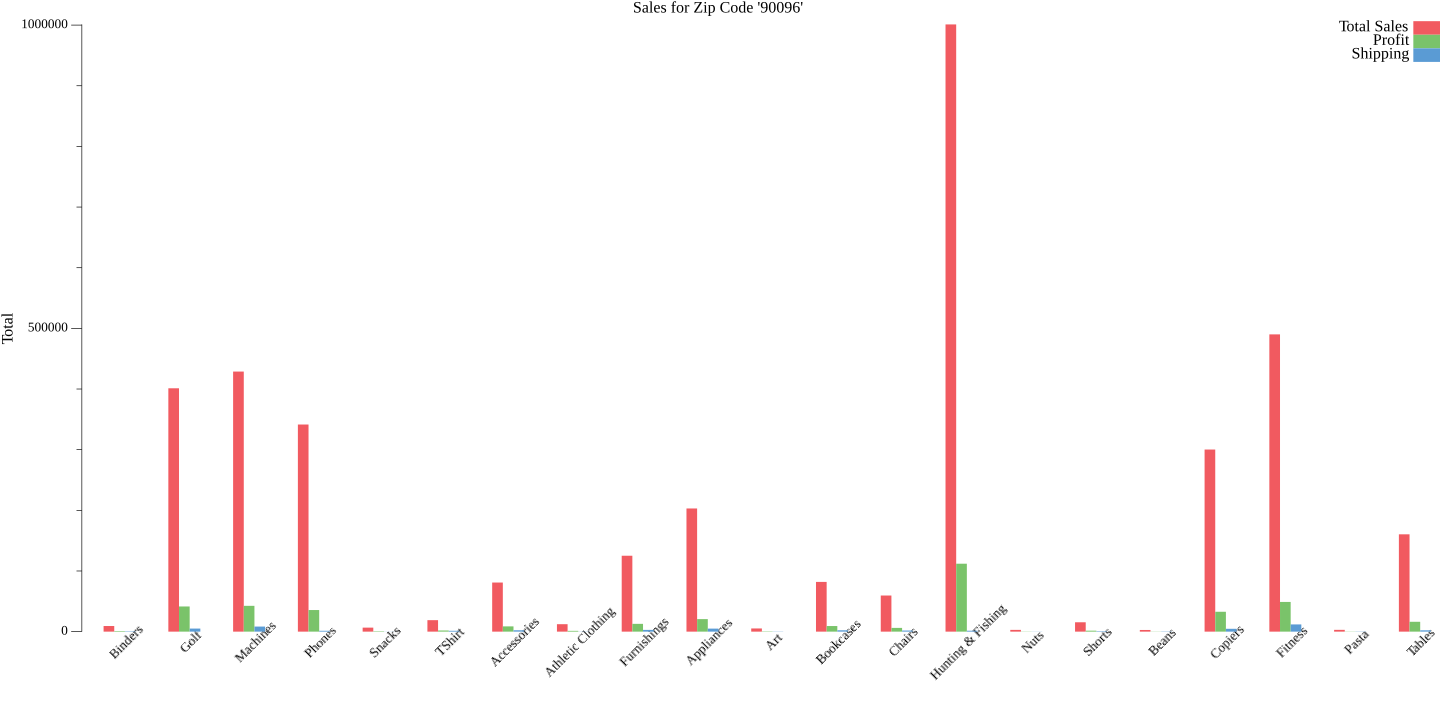 Sales for Zip Code '90096'
Total Sales
Profit
Shipping
Total
1000000
500000
0
Binders
Golf
Machines
Phones
Snacks
TShirt
Accessories
Athletic Clothing
Furnishings
Appliances
Art
Bookcases
Chairs
Hunting & Fishing
Nuts
Shorts
Beans
Copiers
Fitness
Pasta
Tables